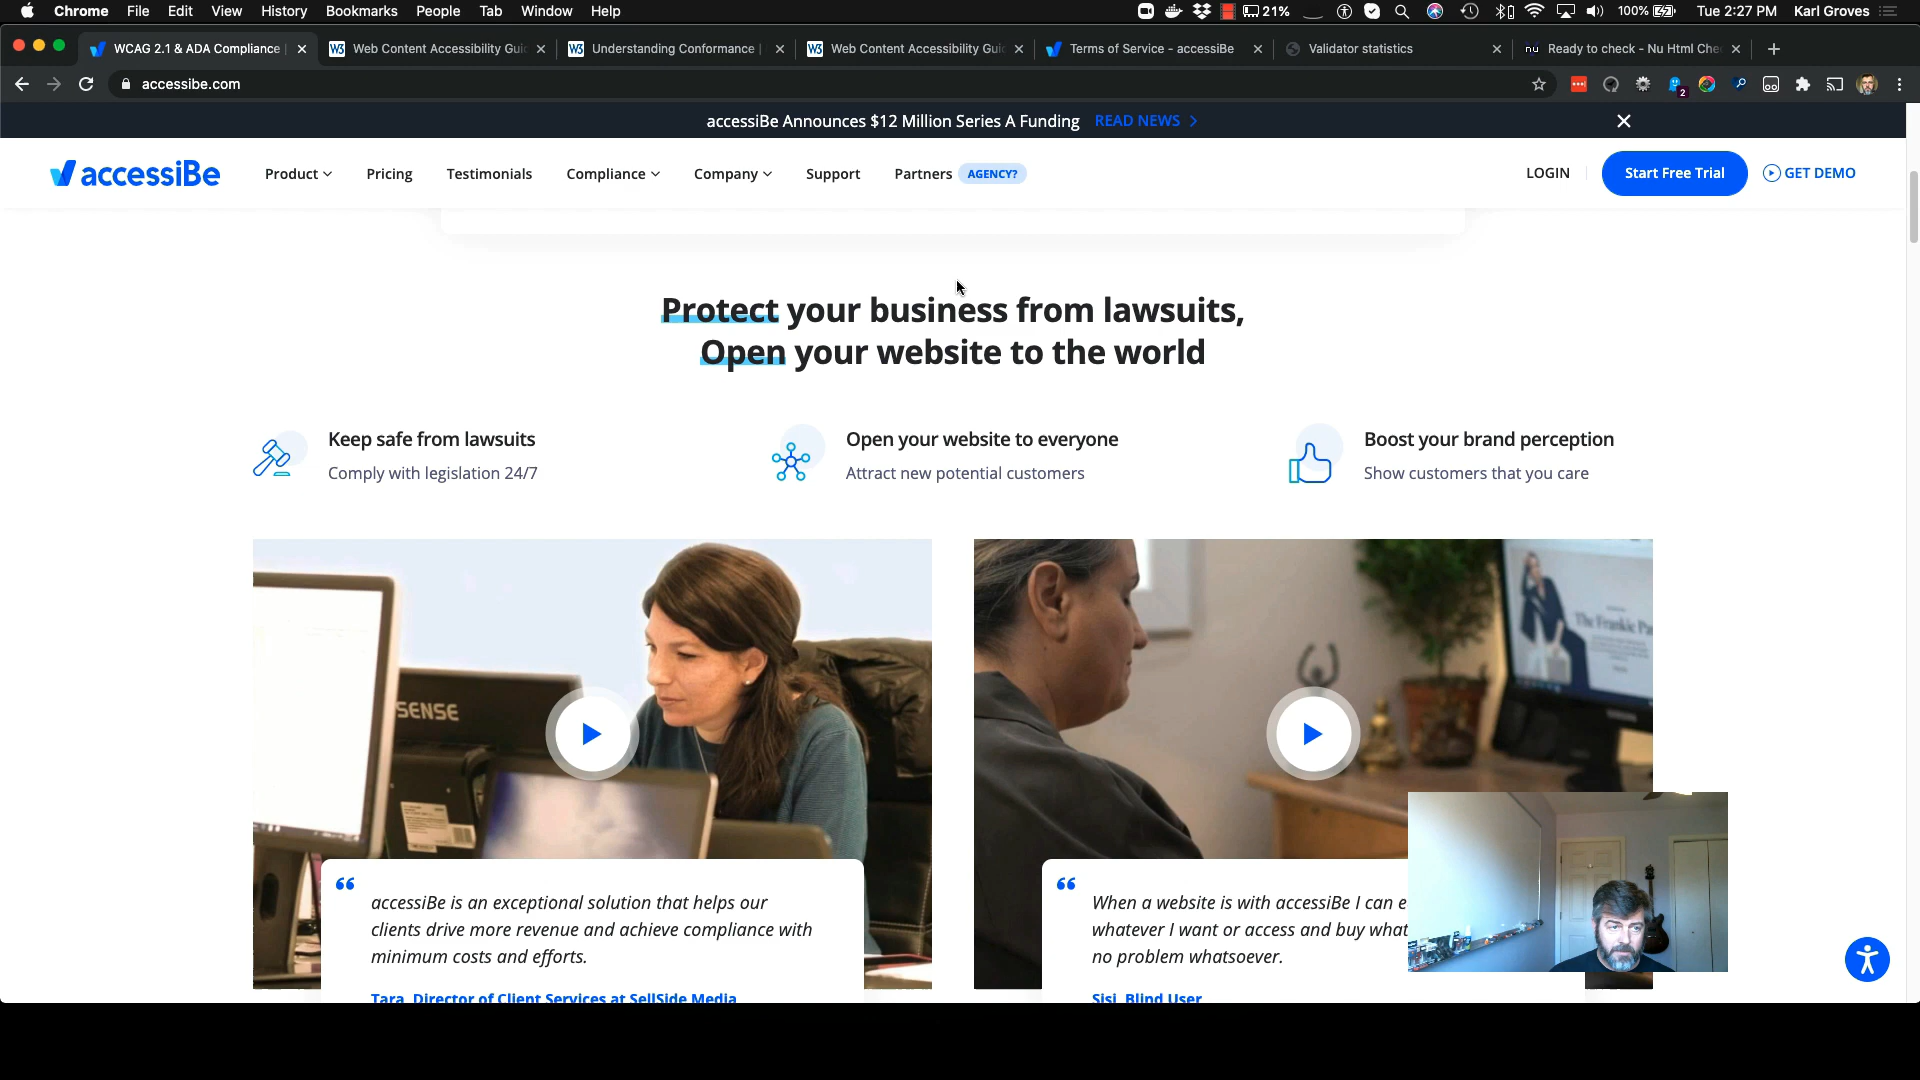 Chrome File Edit View History Bookmarks People Tab Window Help 21% 100% Tue 2:27 PM Karl Groves
WCAG 2.1 & ADA Compliance Web Content Accessibility Gui Understanding Conformance Web Content Accessibility Gui Terms of Service - accessiBe Validator statistics nu Ready to check - Nu Html Che
accessibe.com 2
accessiBe Announces $12 Million Series A Funding READ NEWS
accessiBe Product Pricing Testimonials Compliance Company Support Partners AGENCY? LOGIN Start Free Trial GET DEMO
Protect your business from lawsuits,
Open your website to the world
Keep safe from lawsuits
Comply with legislation 24/7
Open your website to everyone
Attract new potential customers
Boost your brand perception
Show customers that you care
SENSE
The Frankie Pa
“ accessiBe is an exceptional solution that helps our
clients drive more revenue and achieve compliance with
minimum costs and efforts.
Tara, Director of Client Services at SellSide Media
“ When a website is with accessiBe I can e
whatever I want or access and buy what
no problem whatsoever.
Sisi, Blind User